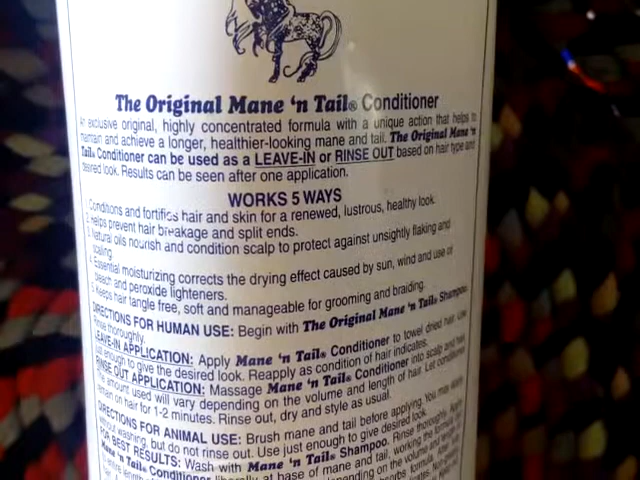 The Original Mane 'n Tail® Conditioner
An exclusive original, highly concentrated formula with a unique action that helps to
maintain and achieve a longer, healthier-looking mane and tail. The Original Mane 'n
Tail® Conditioner can be used as a LEAVE-IN or RINSE OUT based on hair type and
desired look. Results can be seen after one application.
WORKS 5 WAYS
Conditions and fortifies hair and skin for a renewed, lustrous, healthy look.
Helps prevent hair breakage and split ends.
Natural oils nourish and condition scalp to protect against unsightly flaking and
scaling.
Essential moisturizing corrects the drying effect caused by sun, wind and use of
bleach and peroxide lighteners.
Keeps hair tangle free, soft and manageable for grooming and braiding.
DIRECTIONS FOR HUMAN USE: Begin with The Original Mane 'n Tail® Shampoo.
Rinse thoroughly.
LEAVE-IN APPLICATION: Apply Mane 'n Tail® Conditioner to towel dried hair. Use
just enough to give the desired look. Reapply as condition of hair indicates.
RINSE OUT APPLICATION: Massage Mane 'n Tail® Conditioner into scalp and hair
amount used will vary depending on the volume and length of hair. Let conditioner
remain on hair for 1-2 minutes. Rinse out, dry and style as usual.
DIRECTIONS FOR ANIMAL USE: Brush mane and tail before applying. You may
without washing, but do not rinse out. Use just enough to give desired look.
FOR BEST RESULTS: Wash with Mane 'n Tail® Shampoo. Rinse thoroughly. Apply
Mane 'n Tail® Conditioner liberally at base of mane and tail, working the formula
length depending on the volume and